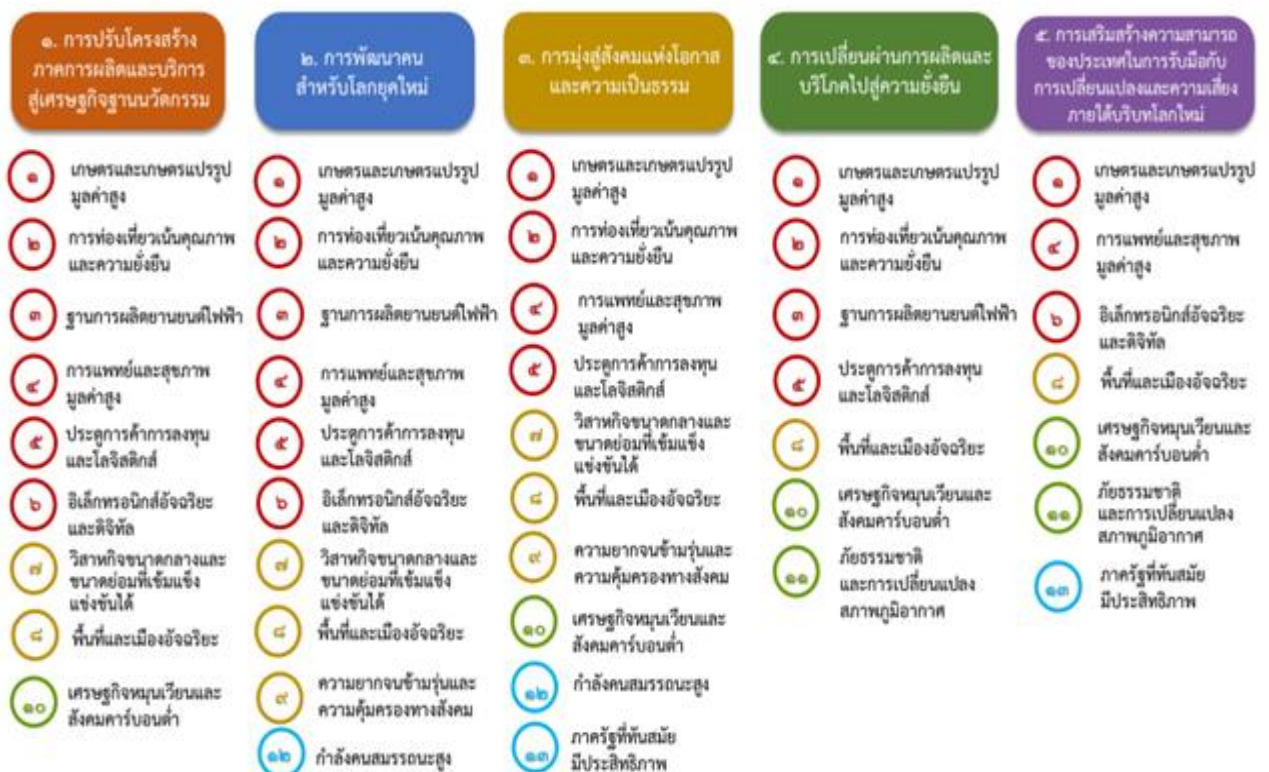 ๑. การปรับโครงสร้าง
ภาคการผลิตและบริการ
สู่เศรษฐกิจฐานนวัตกรรม
๑
เกษตรและเกษตรแปรรูป
มูลค่าสูง
๒
การท่องเที่ยวเน้นคุณภาพ
และความยั่งยืน
๓
ฐานการผลิตยานยนต์ไฟฟ้า
๔
การแพทย์และสุขภาพ
มูลค่าสูง
๕
ประตูการค้าการลงทุน
และโลจิสติกส์
๖
อิเล็กทรอนิกส์อัจฉริยะ
และดิจิทัล
๗
วิสาหกิจขนาดกลางและ
ขนาดย่อมที่เข้มแข็ง
แข่งขันได้
๘
พื้นที่และเมืองอัจฉริยะ
๑๐
เศรษฐกิจหมุนเวียนและ
สังคมคาร์บอนต่ำ
๒. การพัฒนาคน
สำหรับโลกยุคใหม่
๑
เกษตรและเกษตรแปรรูป
มูลค่าสูง
๒
การท่องเที่ยวเน้นคุณภาพ
และความยั่งยืน
๓
ฐานการผลิตยานยนต์ไฟฟ้า
๔
การแพทย์และสุขภาพ
มูลค่าสูง
๕
ประตูการค้าการลงทุน
และโลจิสติกส์
๖
อิเล็กทรอนิกส์อัจฉริยะ
และดิจิทัล
๗
วิสาหกิจขนาดกลางและ
ขนาดย่อมที่เข้มแข็ง
แข่งขันได้
๘
พื้นที่และเมืองอัจฉริยะ
๙
ความยากจนข้ามรุ่นและ
ความคุ้มครองทางสังคม
๑๒
กำลังคนสมรรถนะสูง
๓. การมุ่งสู่สังคมแห่งโอกาส
และความเป็นธรรม
๑
เกษตรและเกษตรแปรรูป
มูลค่าสูง
๒
การท่องเที่ยวเน้นคุณภาพ
และความยั่งยืน
๔
การแพทย์และสุขภาพ
มูลค่าสูง
๕
ประตูการค้าการลงทุน
และโลจิสติกส์
๗
วิสาหกิจขนาดกลางและ
ขนาดย่อมที่เข้มแข็ง
แข่งขันได้
๘
พื้นที่และเมืองอัจฉริยะ
๙
ความยากจนข้ามรุ่นและ
ความคุ้มครองทางสังคม
๑๐
เศรษฐกิจหมุนเวียนและ
สังคมคาร์บอนต่ำ
๑๒
กำลังคนสมรรถนะสูง
๑๓
ภาครัฐที่ทันสมัย
มีประสิทธิภาพ
๔. การเปลี่ยนผ่านการผลิตและ
บริโภคไปสู่ความยั่งยืน
๑
เกษตรและเกษตรแปรรูป
มูลค่าสูง
๒
การท่องเที่ยวเน้นคุณภาพ
และความยั่งยืน
๓
ฐานการผลิตยานยนต์ไฟฟ้า
๕
ประตูการค้าการลงทุน
และโลจิสติกส์
๘
พื้นที่และเมืองอัจฉริยะ
๑๐
เศรษฐกิจหมุนเวียนและ
สังคมคาร์บอนต่ำ
๑๑
ภัยธรรมชาติ
และการเปลี่ยนแปลง
สภาพภูมิอากาศ
๕. การเสริมสร้างความสามารถ
ของประเทศในการรับมือกับ
การเปลี่ยนแปลงและความเสี่ยง
ภายใต้บริบทโลกใหม่
๑
เกษตรและเกษตรแปรรูป
มูลค่าสูง
๔
การแพทย์และสุขภาพ
มูลค่าสูง
๖
อิเล็กทรอนิกส์อัจฉริยะ
และดิจิทัล
๘
พื้นที่และเมืองอัจฉริยะ
๑๐
เศรษฐกิจหมุนเวียนและ
สังคมคาร์บอนต่ำ
๑๑
ภัยธรรมชาติ
และการเปลี่ยนแปลง
สภาพภูมิอากาศ
๑๓
ภาครัฐที่ทันสมัย
มีประสิทธิภาพ